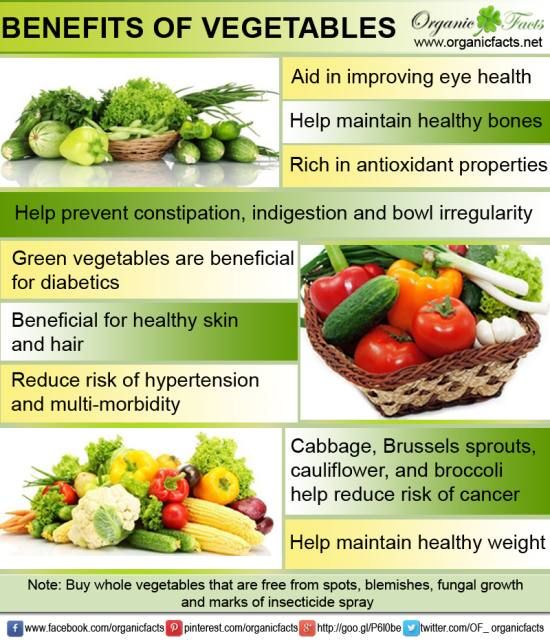 BENEFITS OF VEGETABLES
Organic Facts
www.organicfacts.net
Aid in improving eye health
Help maintain healthy bones
Rich in antioxidant properties
Help prevent constipation, indigestion and bowl irregularity
Green vegetables are beneficial
for diabetics
Beneficial for healthy skin
and hair
Reduce risk of hypertension
and multi-morbidity
Cabbage, Brussels sprouts,
cauliflower, and broccoli
help reduce risk of cancer
Help maintain healthy weight
Note: Buy whole vegetables that are free from spots, blemishes, fungal growth
and marks of insecticide spray
www.facebook.com/organicfacts pinterest.com/organicfacts http://goo.gl/P6I0be twitter.com/OF_organicfacts